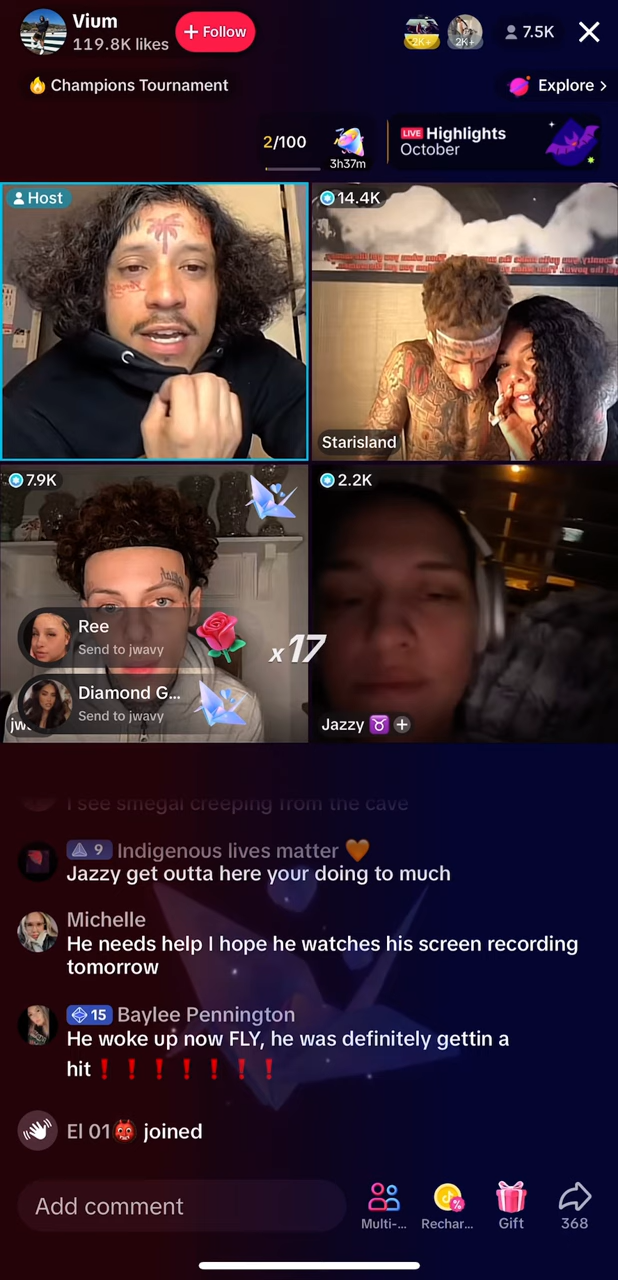 Vium
119.8K likes
+ Follow
2K+
2K+
7.5K
🔥 Champions Tournament
Explore >
2/100
3h37m
LIVE Highlights
October
Host
14.4K
Starisland
7.9K
2.2K
Ree
Send to jwavy
x17
Diamond G...
Send to jwavy
jw
Jazzy ♉ +
I see smegal creeping from the cave
9 Indigenous lives matter 🧡
Jazzy get outta here your doing to much
Michelle
He needs help I hope he watches his screen recording
tomorrow
15 Baylee Pennington
He woke up now FLY, he was definitely gettin a
hit❗❗❗❗❗❗❗
El 01👹 joined
Add comment
Multi-...
Rechar...
Gift
368